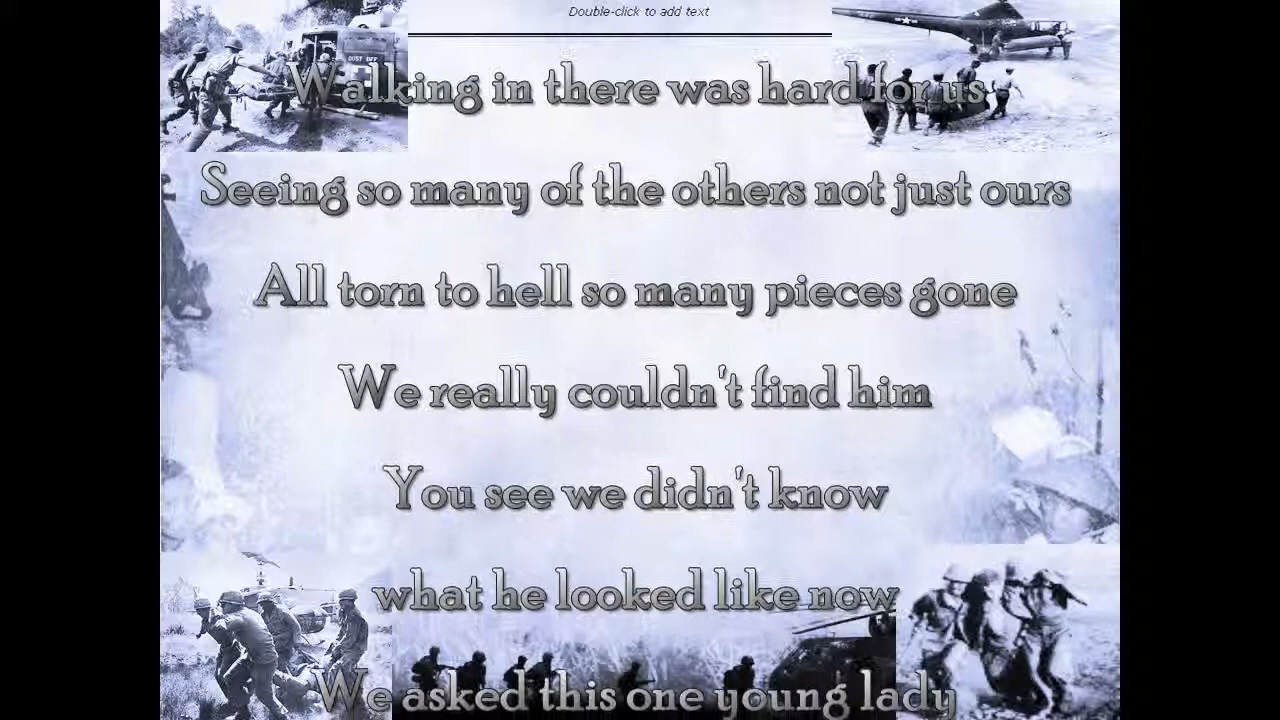 Double-click to add text
Walking in there was hard for us
Seeing so many of the others not just ours
All torn to hell so many pieces gone
We really couldn't find him
You see we didn't know
what he looked like now
We asked this one young lady
DUST OFF